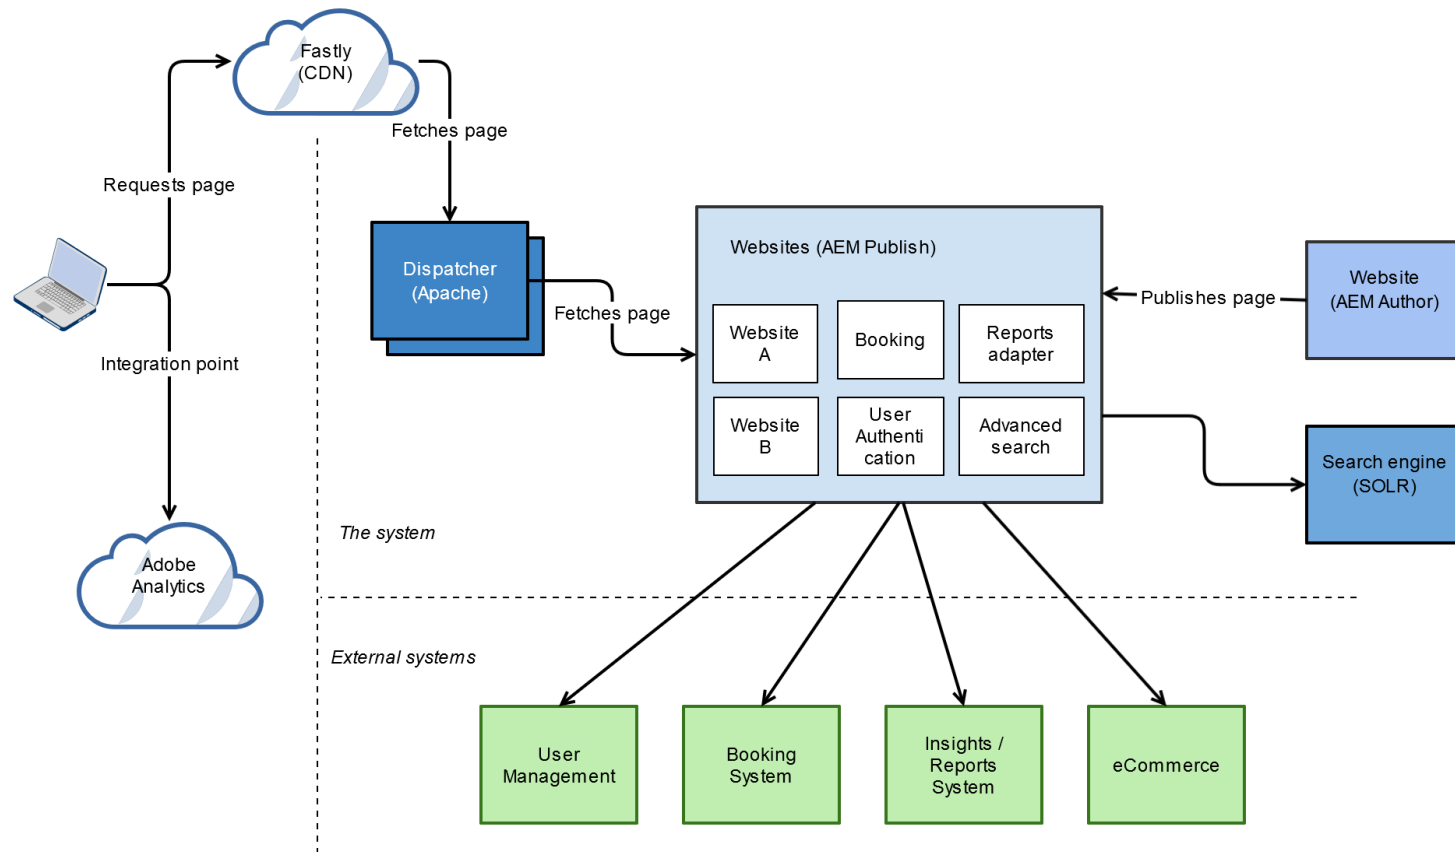 Fastly
(CDN)
Fetches page
Requests page
Dispatcher
(Apache)
Fetches page
Integration point
Adobe
Analytics
Websites (AEM Publish)
Website
A
Booking
Reports
adapter
Website
B
User
Authenti
cation
Advanced
search
Publishes page
Website
(AEM Author)
Search engine
(SOLR)
The system
External systems
User
Management
Booking
System
Insights /
Reports
System
eCommerce